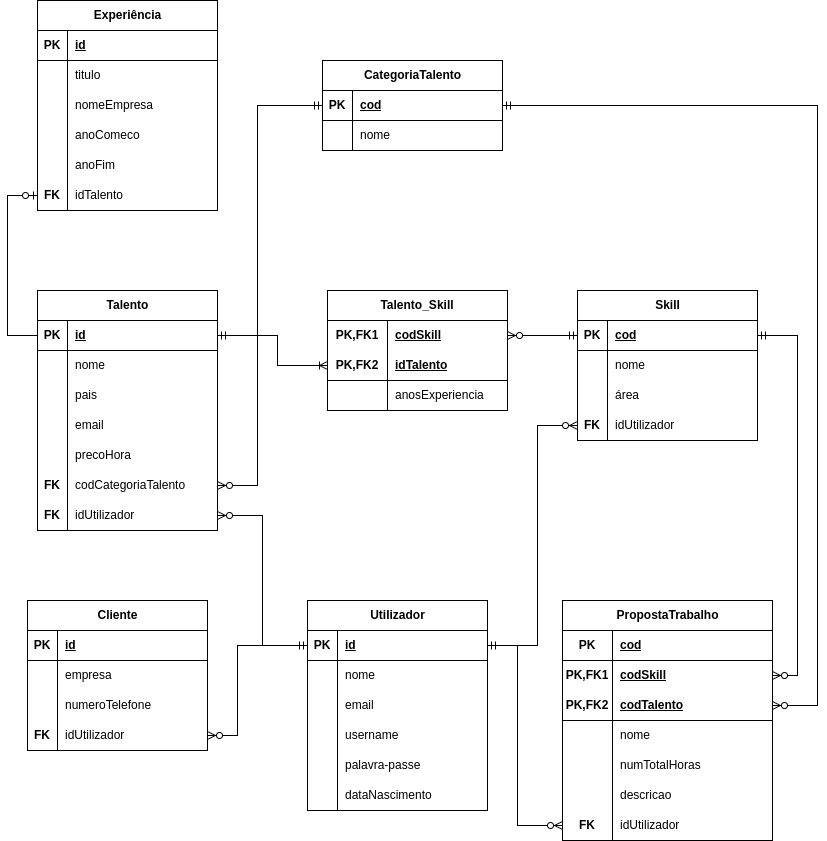 Experiência
PK id
titulo
nomeEmpresa
anoComeco
anoFim
FK idTalento
CategoriaTalento
PK cod
nome
Talento
PK id
nome
pais
email
precoHora
FK codCategoriaTalento
FK idUtilizador
Talento_Skill
PK,FK1 codSkill
PK,FK2 idTalento
anosExperiencia
Skill
PK cod
nome
área
FK idUtilizador
Cliente
PK id
empresa
numeroTelefone
FK idUtilizador
Utilizador
PK id
nome
email
username
palavra-passe
dataNascimento
PropostaTrabalho
PK cod
PK,FK1 codSkill
PK,FK2 codTalento
nome
numTotalHoras
descricao
FK idUtilizador